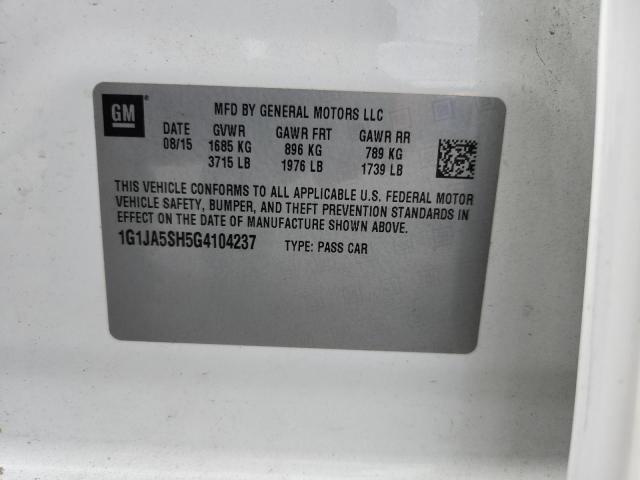 GM
®
MFD BY GENERAL MOTORS LLC
DATE GVWR GAWR FRT GAWR RR
08/15 1685 KG 896 KG 789 KG
3715 LB 1976 LB 1739 LB
THIS VEHICLE CONFORMS TO ALL APPLICABLE U.S. FEDERAL MOTOR
VEHICLE SAFETY, BUMPER, AND THEFT PREVENTION STANDARDS IN
EFFECT ON THE DATE OF MANUFACTURE SHOWN ABOVE.
1G1JA5SH5G4104237 TYPE: PASS CAR